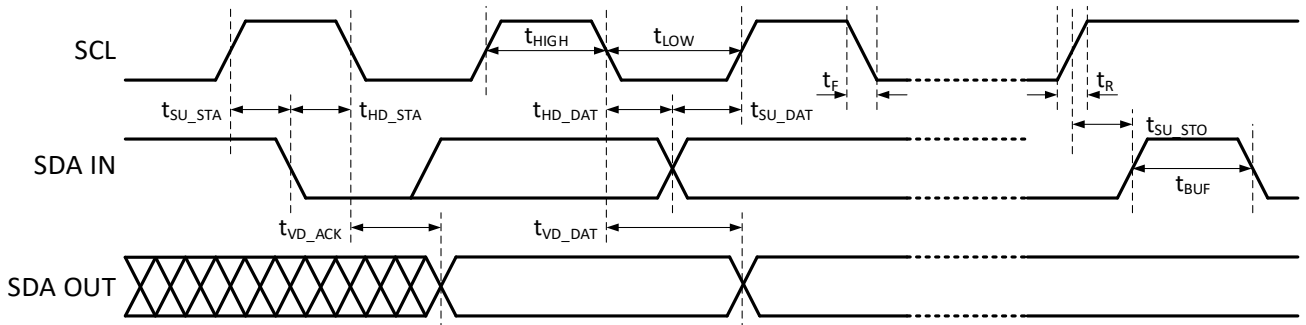 SCL
tHIGH
tLOW
tF
tR
tSU_STA
tHD_STA
tHD_DAT
tSU_DAT
tSU_STO
SDA IN
tBUF
tVD_ACK
tVD_DAT
SDA OUT